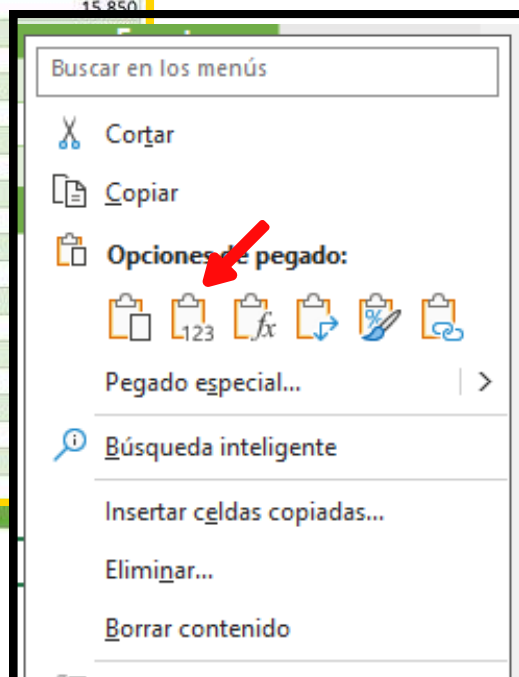 15.850
Buscar en los menús
Cortar
Copiar
Opciones de pegado:
123
fx
%
Pegado especial...
Búsqueda inteligente
Insertar celdas copiadas...
Eliminar...
Borrar contenido